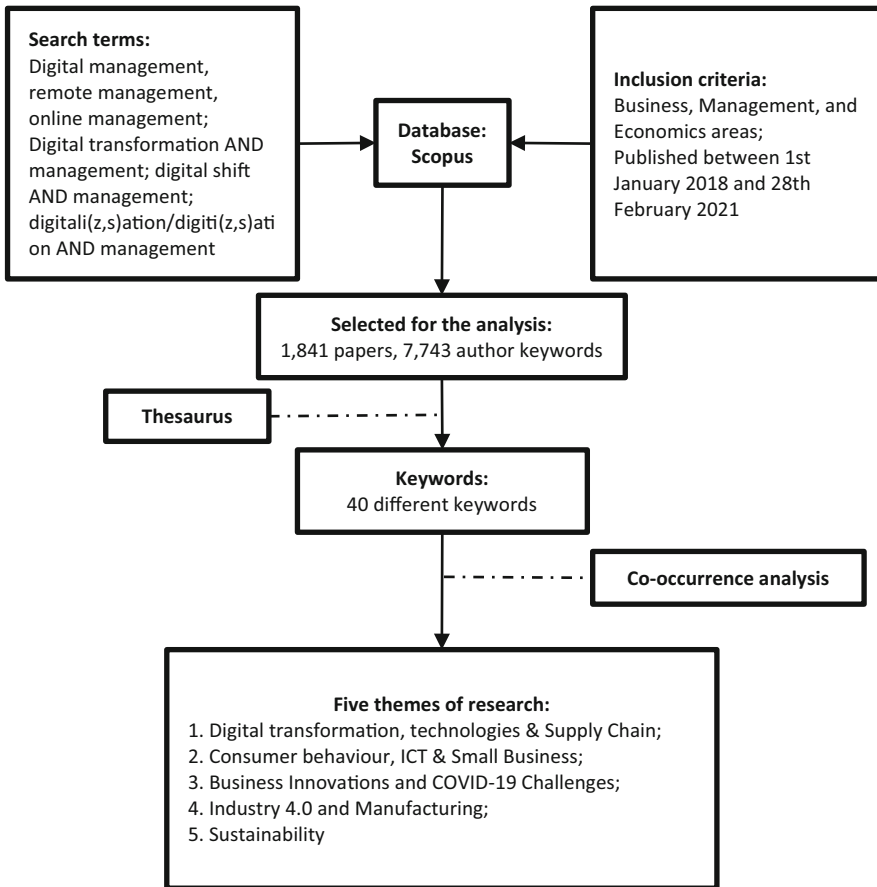 Search terms:
Digital management,
remote management,
online management;
Digital transformation AND
management; digital shift
AND management;
digitali(z,s)ation/digiti(z,s)ati
on AND management
Database:
Scopus
Inclusion criteria:
Business, Management, and
Economics areas;
Published between 1st
January 2018 and 28th
February 2021
Selected for the analysis:
1,841 papers, 7,743 author keywords
Thesaurus
Keywords:
40 different keywords
Co-occurrence analysis
Five themes of research:
1. Digital transformation, technologies & Supply Chain;
2. Consumer behaviour, ICT & Small Business;
3. Business Innovations and COVID-19 Challenges;
4. Industry 4.0 and Manufacturing;
5. Sustainability